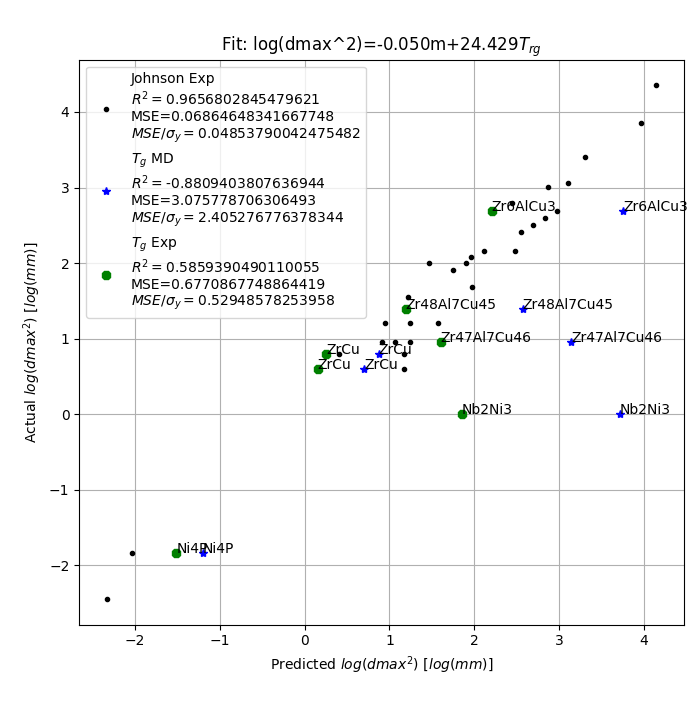 Fit: log(dmax^2)=-0.050m+24.429T_rg
Johnson Exp
R^2 = 0.9656802845479621
MSE=0.06864648341667748
MSE/σ_y = 0.04853790042475482
T_g MD
R^2 = -0.8809403807636944
MSE=3.075778706306493
MSE/σ_y = 2.405276776378344
T_g Exp
R^2 = 0.5859390490110055
MSE=0.6770867748864419
MSE/σ_y = 0.52948578253958
Zr6AlCu3
Zr6AlCu3
Zr48Al7Cu45
Zr48Al7Cu45
Zr47Al7Cu46
Zr47Al7Cu46
ZrCu
ZrCu
ZrCu
ZrCu
Nb2Ni3
Nb2Ni3
Ni4P
Ni4P
4
3
2
1
0
−1
−2
Actual log(dmax^2) [log(mm)]
−2
−1
0
1
2
3
4
Predicted log(dmax^2) [log(mm)]